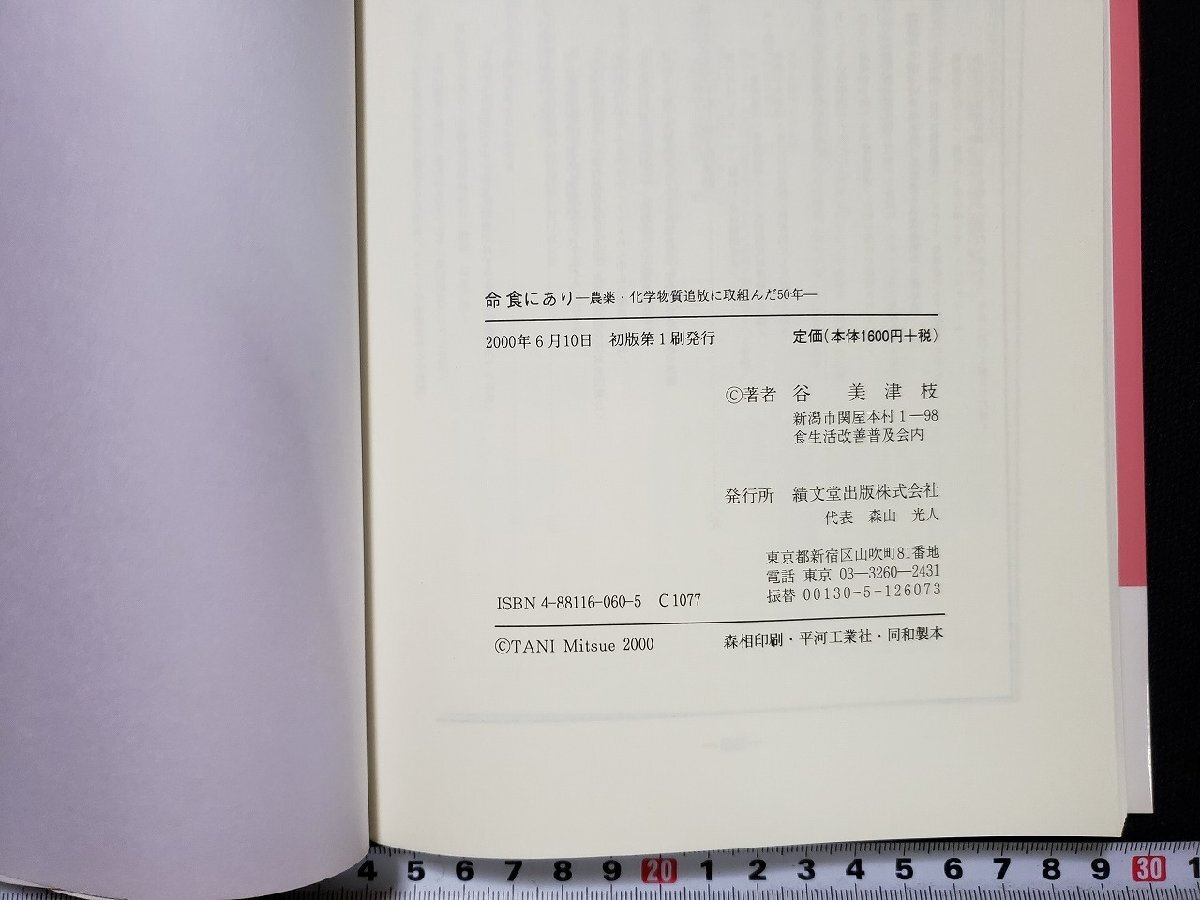 命 食にあり―農薬・化学物質追放に取組んだ50年―
2000年6月10日 初版第1刷発行 定価(本体1600円+税)
©著者 谷 美津枝
新潟市関屋本村1―98
食生活改善普及会内
発行所 績文堂出版株式会社
代表 森山 光人
東京都新宿区山吹町81番地
電話 東京 03―3260―2431
振替 00130-5-126073
ISBN 4-88116-060-5 C1077
©TANI Mitsue 2000 森相印刷・平河工業社・同和製本
4 5 6 7 8 9 20 1 2 3 4 5 6 7 8 9 30 1